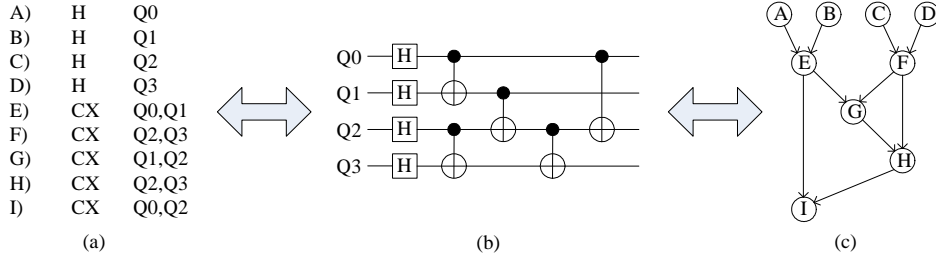 A) H Q0
B) H Q1
C) H Q2
D) H Q3
E) CX Q0,Q1
F) CX Q2,Q3
G) CX Q1,Q2
H) CX Q2,Q3
I) CX Q0,Q2
(a)
Q0 H
Q1 H
Q2 H
Q3 H
(b)
A B C D
E F
G
H
I
(c)